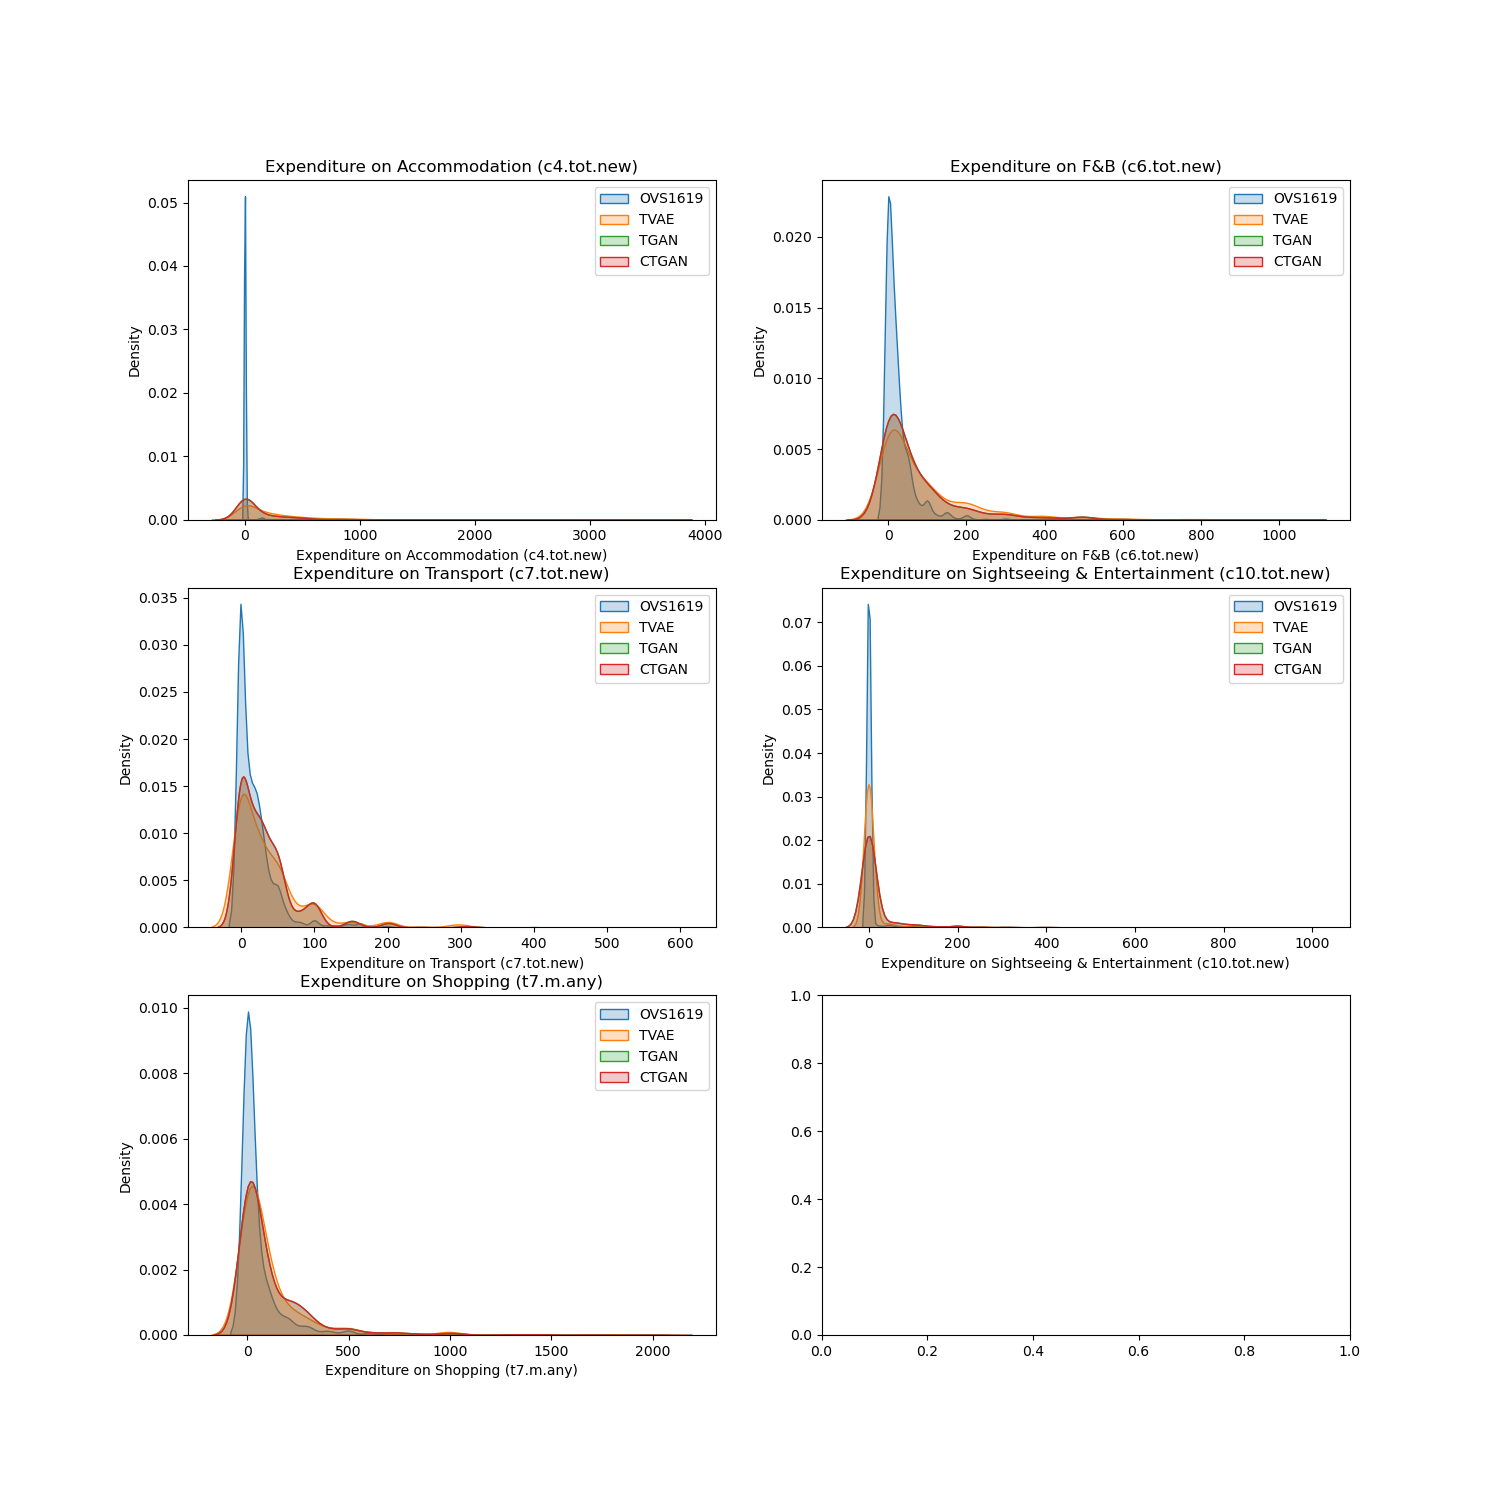 Expenditure on Accommodation (c4.tot.new)
0.05
0.04
0.03
0.02
0.01
0.00
Density
OVS1619
TVAE
TGAN
CTGAN
0
1000
2000
3000
4000
Expenditure on Accommodation (c4.tot.new)
Expenditure on F&B (c6.tot.new)
0.020
0.015
0.010
0.005
0.000
Density
OVS1619
TVAE
TGAN
CTGAN
0
200
400
600
800
1000
Expenditure on F&B (c6.tot.new)
Expenditure on Transport (c7.tot.new)
0.035
0.030
0.025
0.020
0.015
0.010
0.005
0.000
Density
OVS1619
TVAE
TGAN
CTGAN
0
100
200
300
400
500
600
Expenditure on Transport (c7.tot.new)
Expenditure on Sightseeing & Entertainment (c10.tot.new)
0.07
0.06
0.05
0.04
0.03
0.02
0.01
0.00
Density
OVS1619
TVAE
TGAN
CTGAN
0
200
400
600
800
1000
Expenditure on Sightseeing & Entertainment (c10.tot.new)
Expenditure on Shopping (t7.m.any)
0.010
0.008
0.006
0.004
0.002
0.000
Density
OVS1619
TVAE
TGAN
CTGAN
0
500
1000
1500
2000
Expenditure on Shopping (t7.m.any)
1.0
0.8
0.6
0.4
0.2
0.0
0.0
0.2
0.4
0.6
0.8
1.0